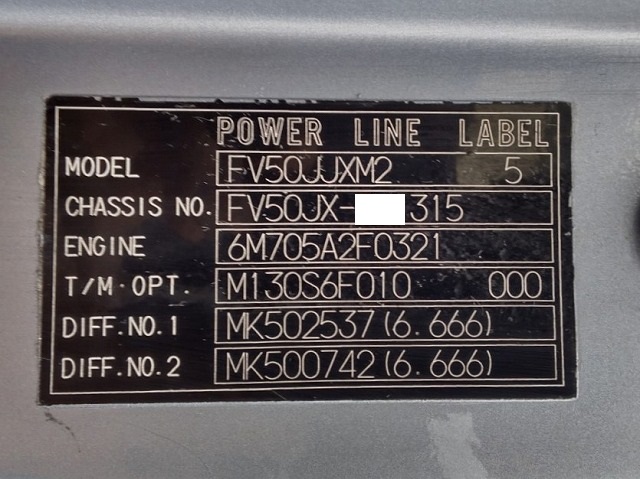 POWER LINE LABEL
MODEL FV50JJXM2 5
CHASSIS NO. FV50JX- 315
ENGINE 6M705A2F0321
T/M·OPT. M130S6F010 000
DIFF.NO.1 MK502537(6.666)
DIFF.NO.2 MK500742(6.666)